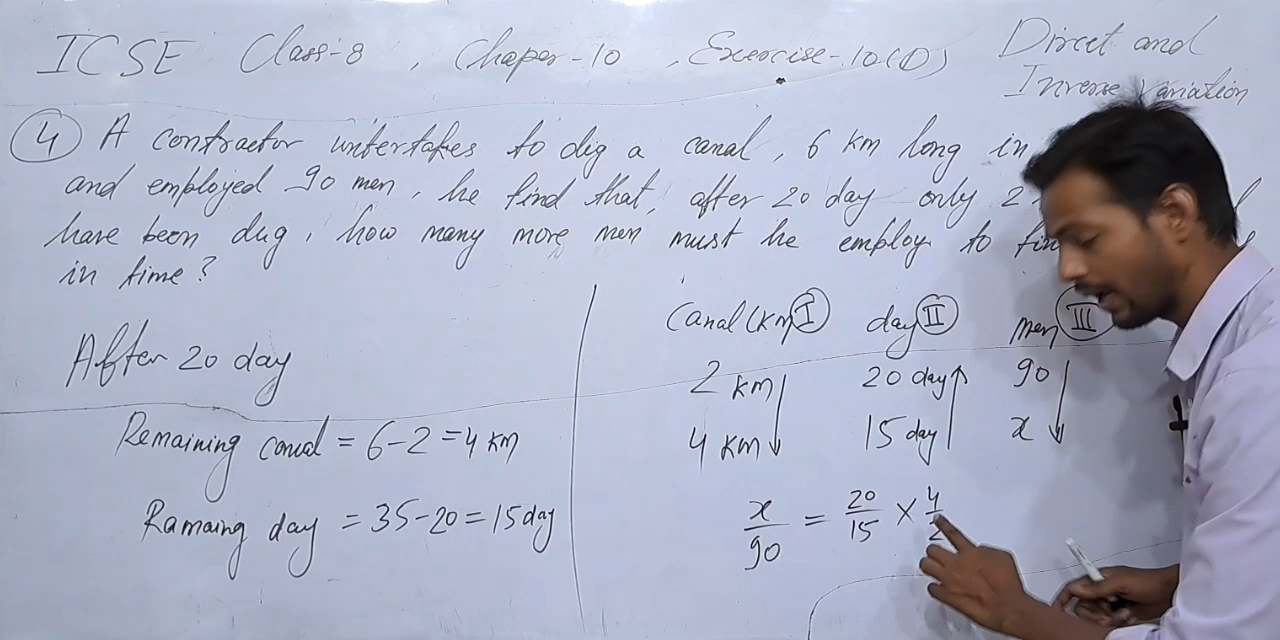 ICSE Class-8, Chaper-10, Exercise-10(D) Direct and
Inverse Variation
4 A contractor untertakes to dig a canal, 6 km long in
and employed 90 men, he find that, after 20 day only 2
have been dug, how many more men must he employ to
in time?
After 20 day
Remaining canal = 6-2 = 4 km
Ramaing day = 35-20 = 15 day
Canal (km) I day II men III
2 km 20 day 90
4 km 15 day x
x/90 = 20/15 × 4/2